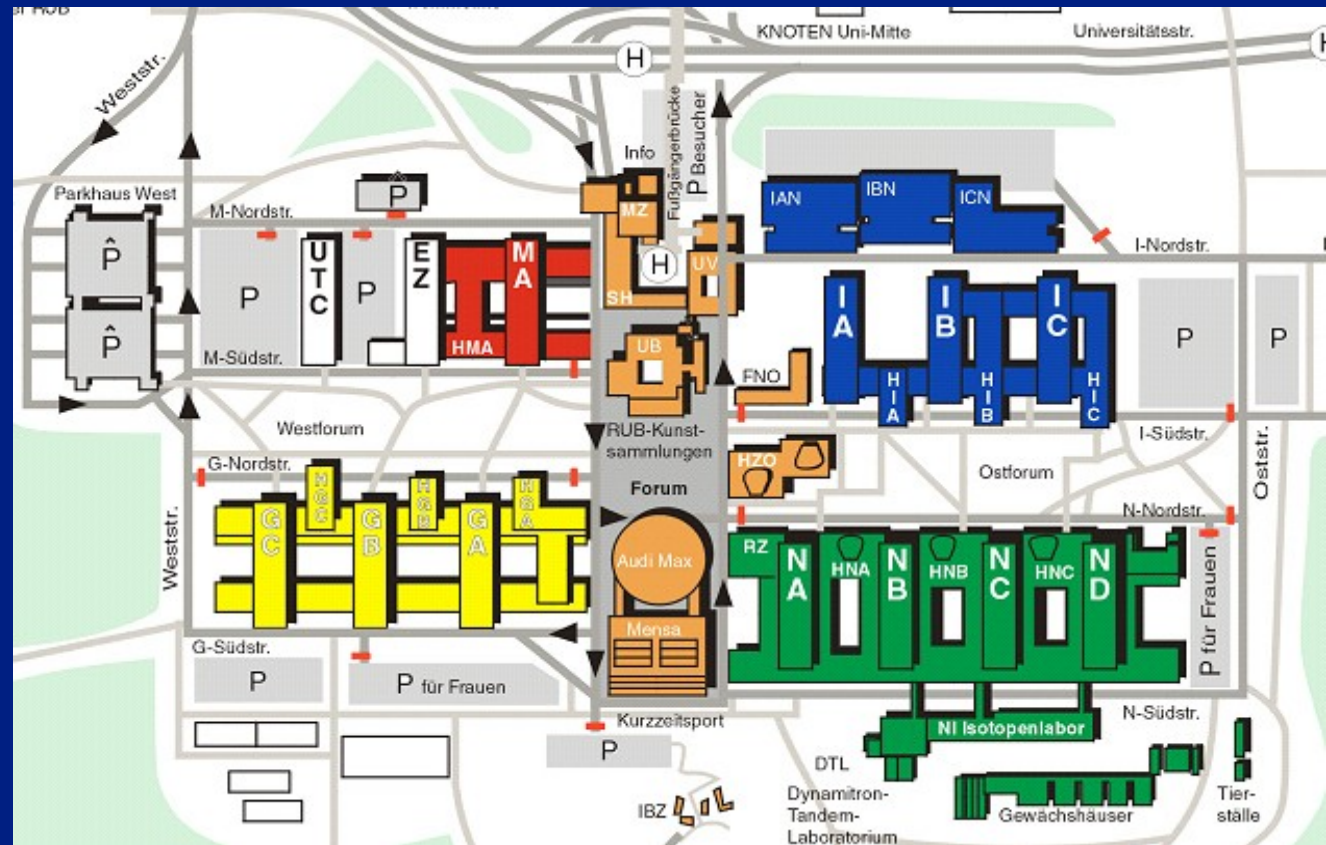 KNOTEN Uni-Mitte
Universitätsstr.
H
H
Weststr.
Info
Fußgängerbrücke
P Besucher
Parkhaus West
P
M-Nordstr.
MZ
IAN
IBN
ICN
I-Nordstr.
P
P
UTC
P
EZ
MA
H
UV
SH
IA
IB
IC
P
P
P
HMA
UB
M-Südstr.
FNO
HIA
HIB
HIC
Westforum
RUB-Kunst-
sammlungen
I-Südstr.
G-Nordstr.
HZO
Ostforum
Oststr.
Forum
HGC
HGB
HGA
N-Nordstr.
GC
GB
GA
Audi Max
RZ
NA
HNA
NB
HNB
NC
HNC
ND
Weststr.
P für Frauen
Mensa
G-Südstr.
P
P für Frauen
Kurzzeitsport
N-Südstr.
NI Isotopenlabor
P
DTL
IBZ
Dynamitron-
Tandem-
Laboratorium
Gewächshäuser
Tier-
ställe